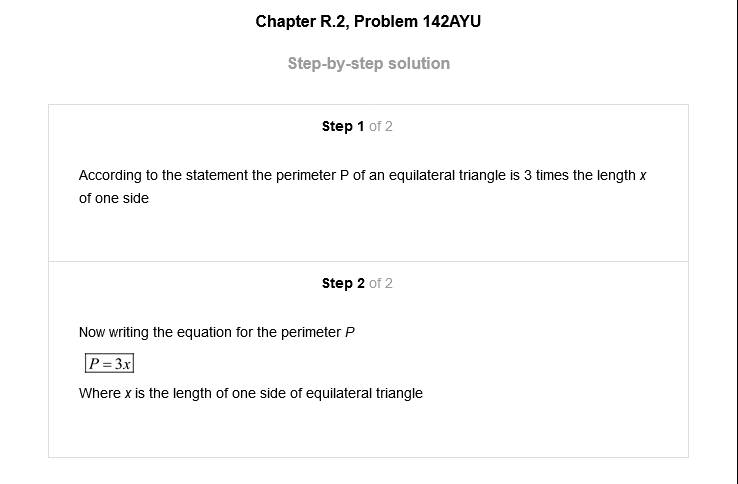 Chapter R.2, Problem 142AYU
Step-by-step solution
Step 1 of 2
According to the statement the perimeter P of an equilateral triangle is 3 times the length x
of one side
Step 2 of 2
Now writing the equation for the perimeter P
P = 3x
Where x is the length of one side of equilateral triangle